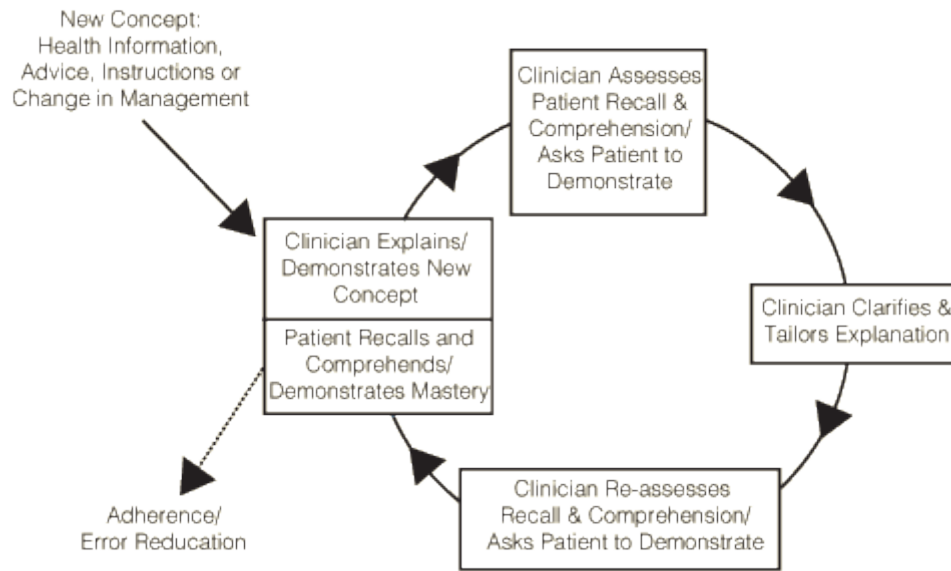 New Concept:
Health Information,
Advice, Instructions or
Change in Management
Clinician Explains/
Demonstrates New
Concept
Clinician Assesses
Patient Recall &
Comprehension/
Asks Patient to
Demonstrate
Clinician Clarifies &
Tailors Explanation
Clinician Re-assesses
Recall & Comprehension/
Asks Patient to Demonstrate
Patient Recalls and
Comprehends/
Demonstrates Mastery
Adherence/
Error Reducation